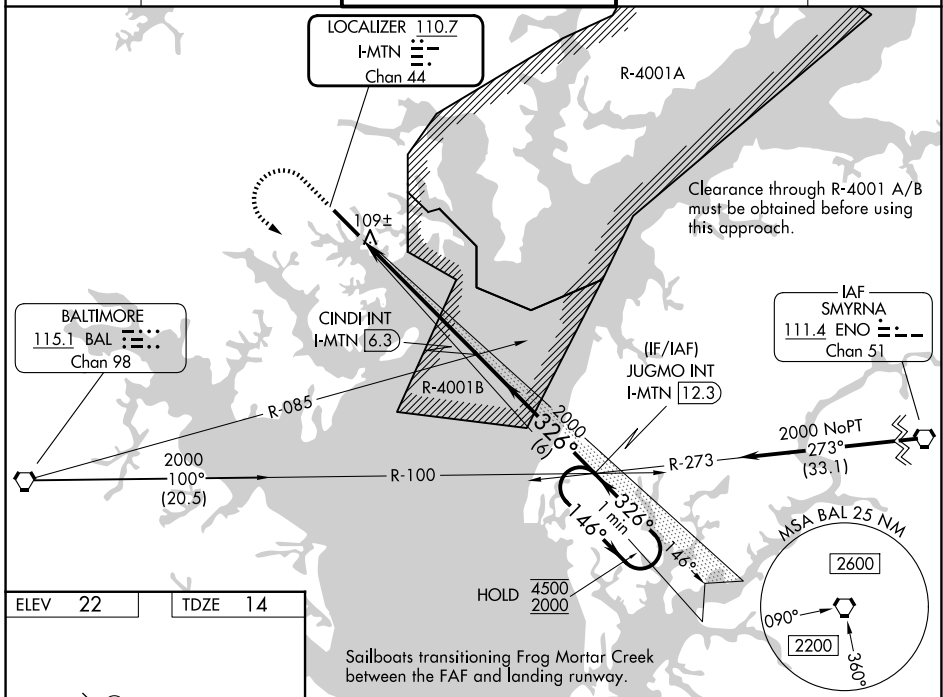 LOCALIZER 110.7
I-MTN
Chan 44
R-4001A
Clearance through R-4001 A/B
must be obtained before using
this approach.
109±
BALTIMORE
115.1 BAL
Chan 98
CINDI INT
I-MTN 6.3
IAF
SMYRNA
111.4 ENO
Chan 51
(IF/IAF)
JUGMO INT
I-MTN 12.3
R-4001B
R-085
2000
326°
(6)
2000 NoPT
273°
(33.1)
R-273
2000
100°
(20.5)
R-100
326°
1 min
146°
146°
HOLD 4500
2000
MSA BAL 25 NM
2600
090°
2200
360°
ELEV 22
TDZE 14
Sailboats transitioning Frog Mortar Creek
between the FAF and landing runway.